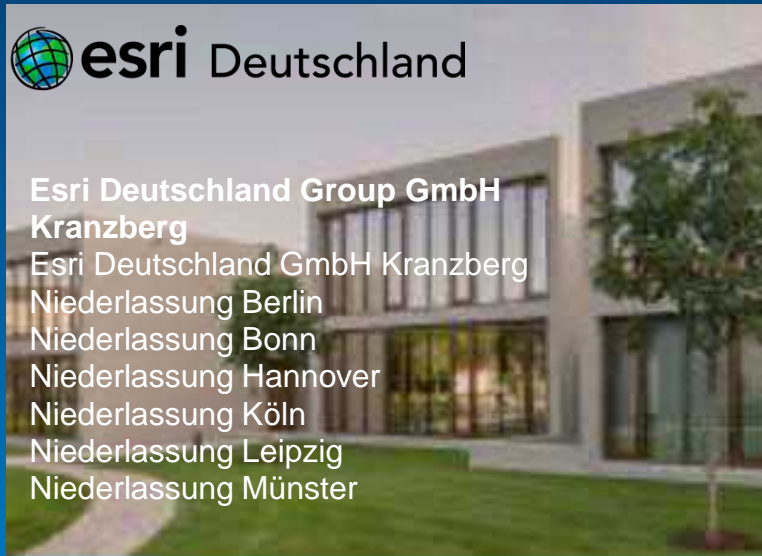 esri Deutschland
Esri Deutschland Group GmbH
Kranzberg
Esri Deutschland GmbH Kranzberg
Niederlassung Berlin
Niederlassung Bonn
Niederlassung Hannover
Niederlassung Köln
Niederlassung Leipzig
Niederlassung Münster